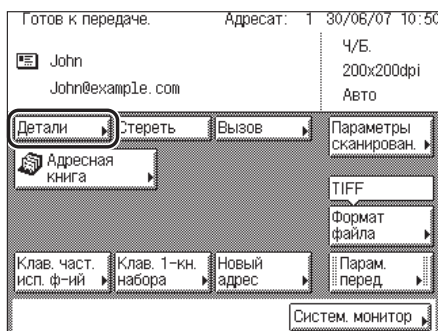 Готов к передаче. Адресат: 1 30/06/07 10:50
John
John@example.com
Ч/Б.
200x200dpi
Авто
Детали Стереть Вызов Параметры сканирован.
Адресная книга
TIFF
Формат файла
Клав. част. исп. ф-ий Клав. 1-кн. набора Новый адрес Парам. перед.
Систем. монитор